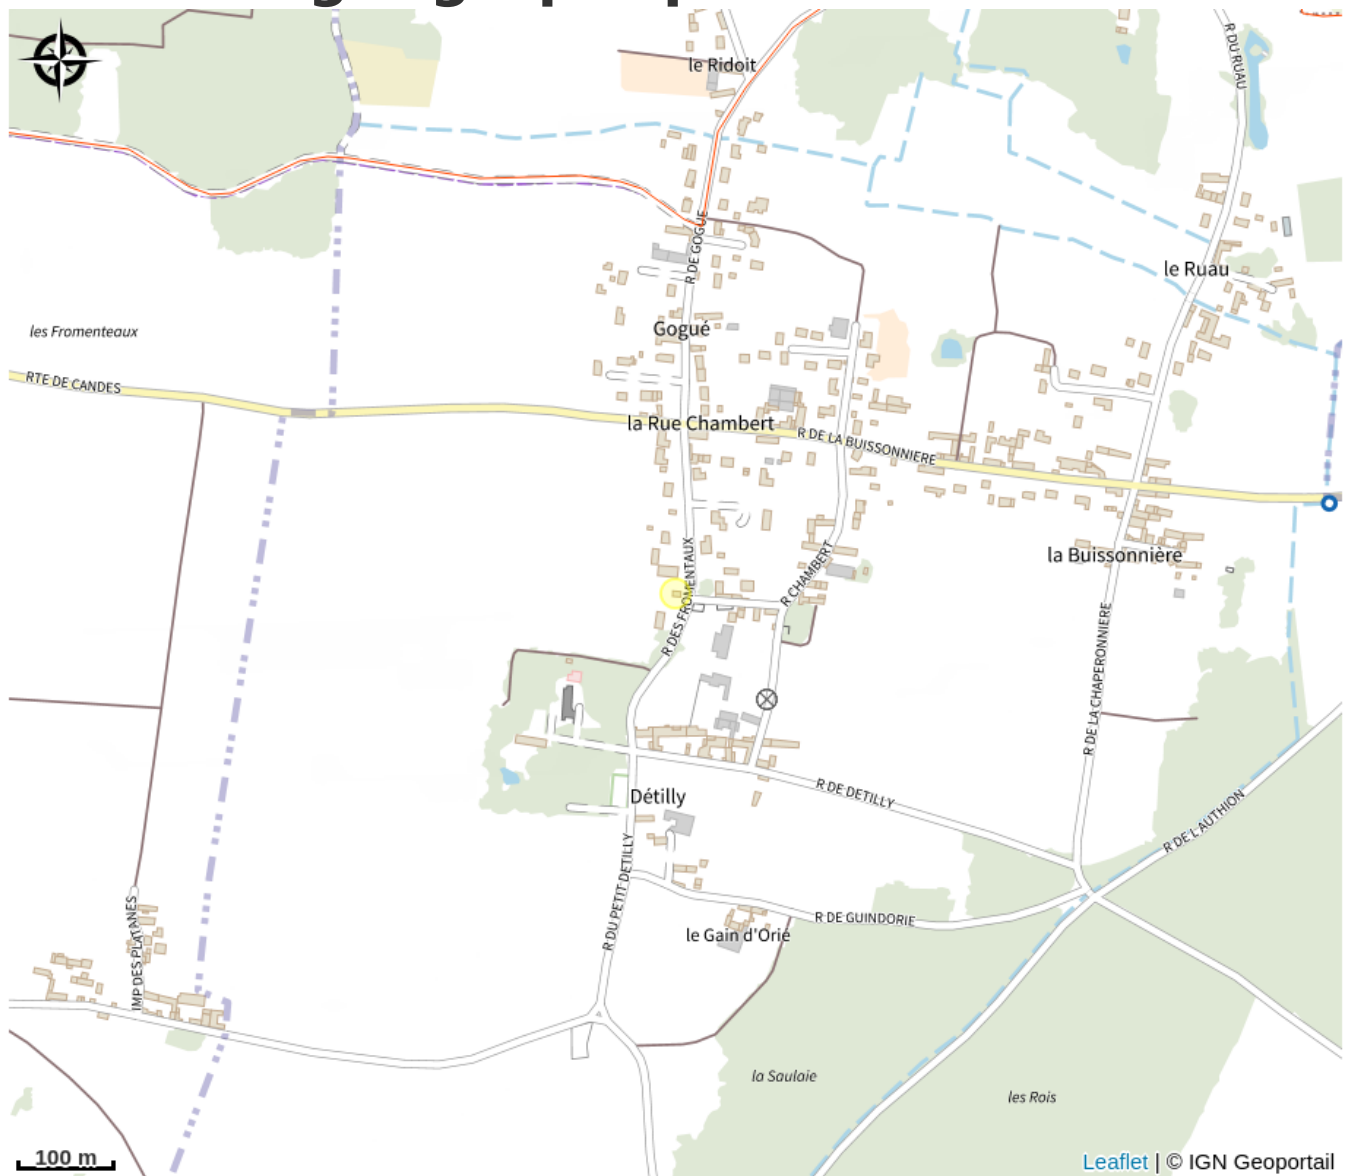 le Ridoit
R DU RUAU
R DE GOGUE
le Ruau
les Fromenteaux
Gogué
RTE DE CANDES
la Rue Chambert
R DE LA BUISSONNIERE
la Buissonnière
R DES FROMENTAUX
R CHAMBERT
R DE LA CHAPERONNIERE
Détilly
R DE DETILLY
R DE L'AUTHION
R DU PETIT DETILLY
IMP DES PLATANES
R DE GUINDORIE
le Gain d'Orié
la Saulaie
les Rois
100 m
Leaflet | © IGN Geoportail